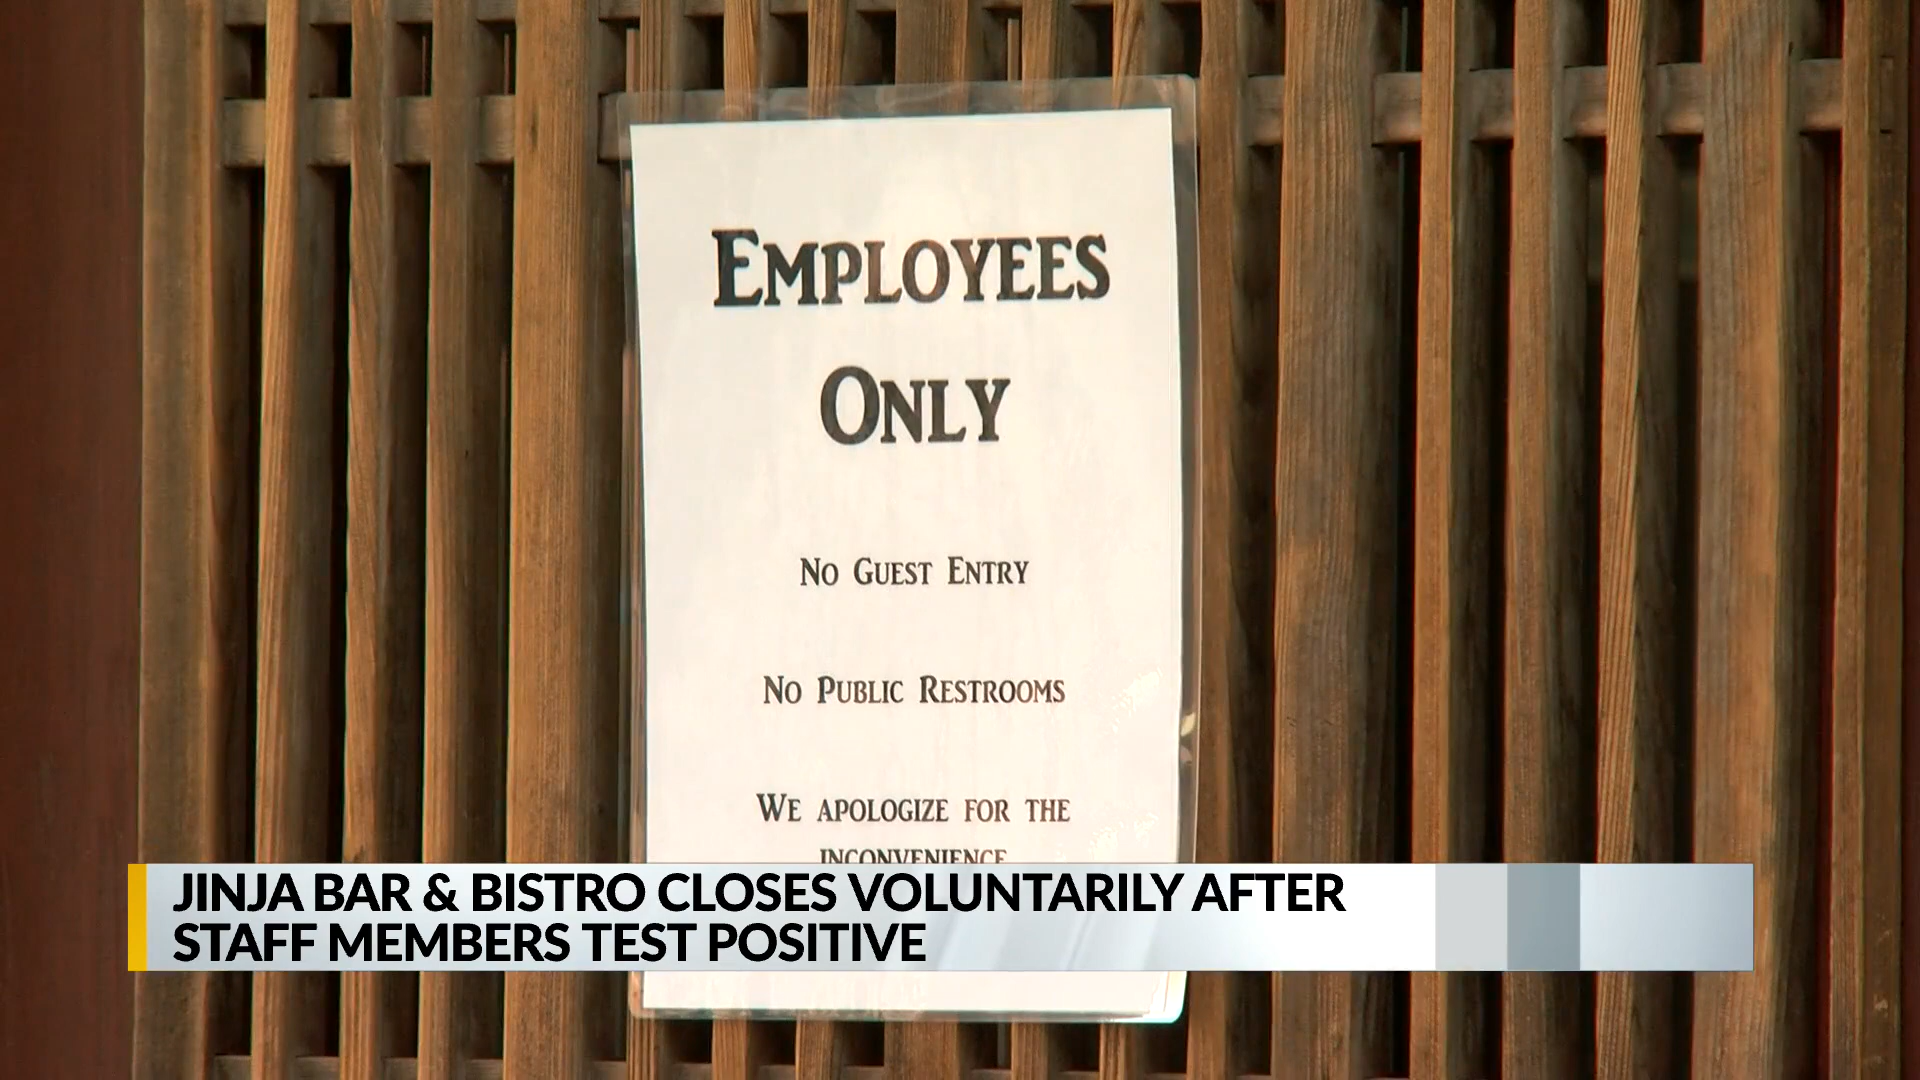 EMPLOYEES
ONLY
NO GUEST ENTRY
NO PUBLIC RESTROOMS
WE APOLOGIZE FOR THE
INCONVENIENCE
JINJA BAR & BISTRO CLOSES VOLUNTARILY AFTER
STAFF MEMBERS TEST POSITIVE